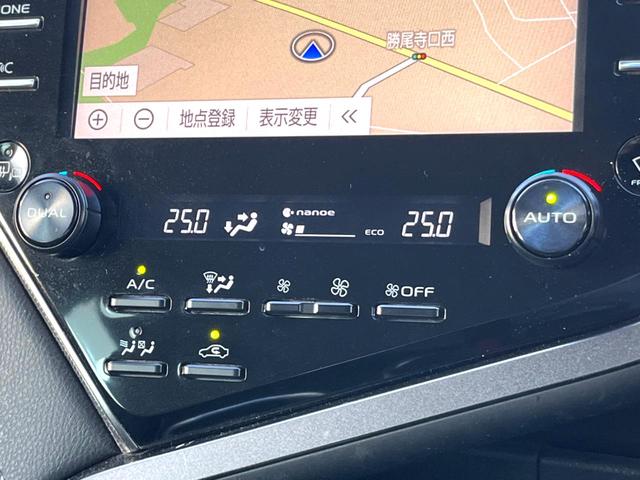 勝尾寺口西
目的地
地点登録 表示変更 «
DUAL
25.0
nanoe
ECO
25.0
AUTO
A/C
OFF